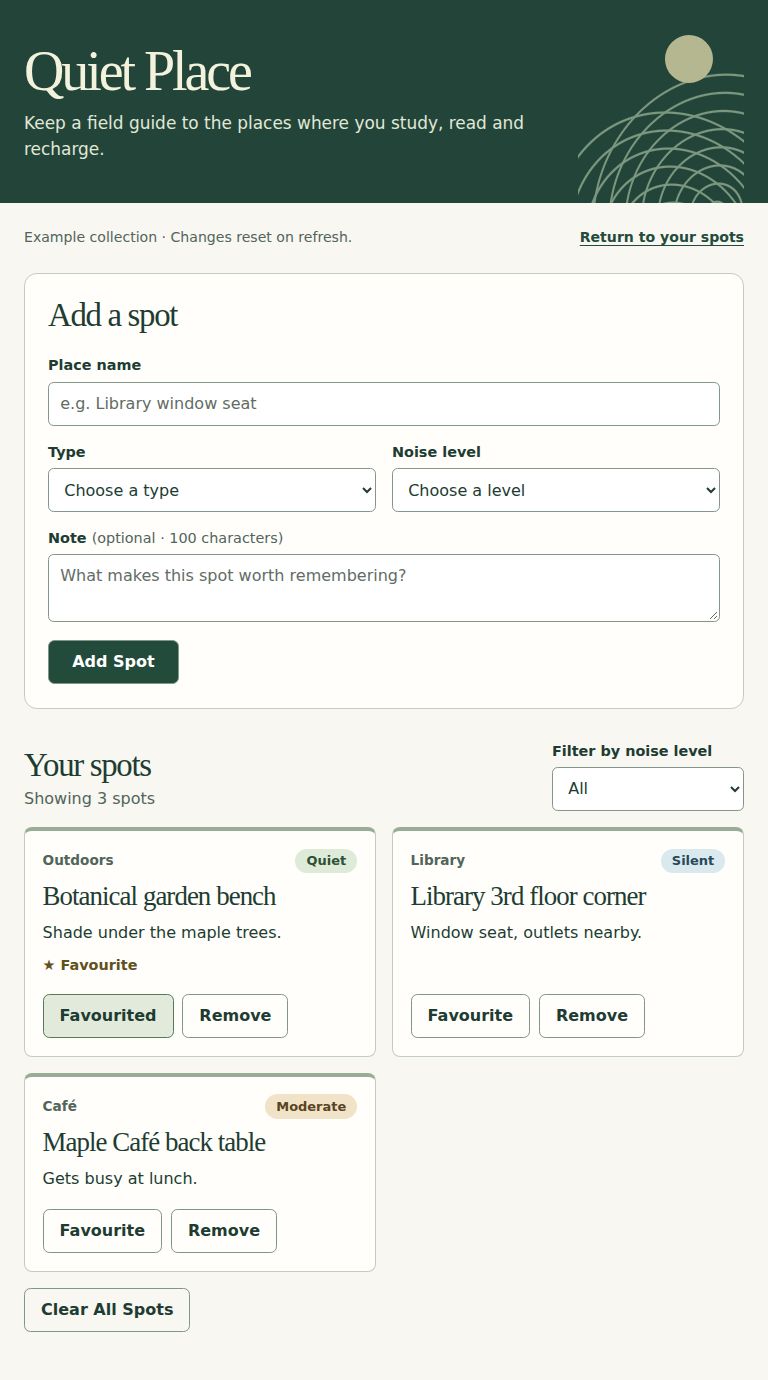 Quiet Place
Keep a field guide to the places where you study, read and
recharge.
Example collection · Changes reset on refresh.
Return to your spots
Add a spot
Place name
e.g. Library window seat
Type
Noise level
Choose a type
Choose a level
Note (optional · 100 characters)
What makes this spot worth remembering?
Add Spot
Your spots
Showing 3 spots
Filter by noise level
All
Outdoors
Quiet
Botanical garden bench
Shade under the maple trees.
★ Favourite
Favourited
Remove
Library
Silent
Library 3rd floor corner
Window seat, outlets nearby.
Favourite
Remove
Café
Moderate
Maple Café back table
Gets busy at lunch.
Favourite
Remove
Clear All Spots